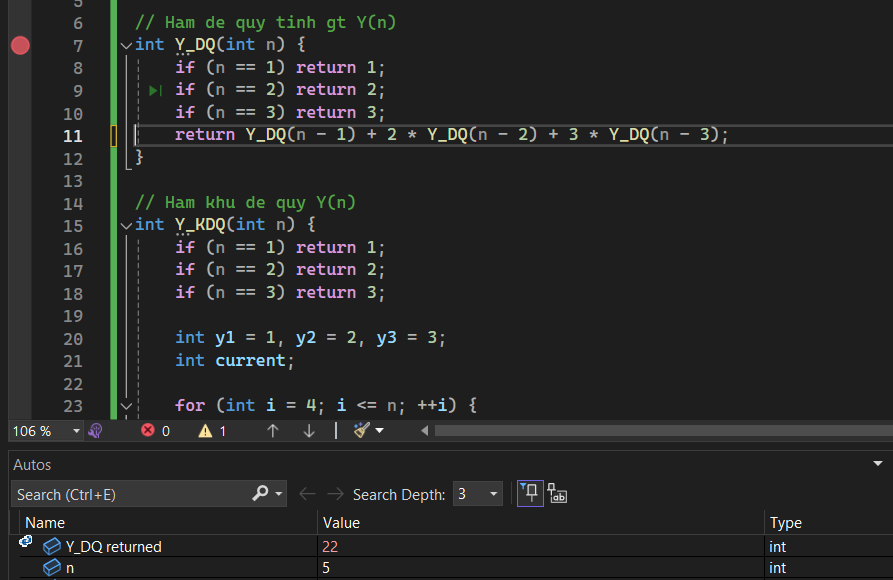 5
6 // Ham de quy tinh gt Y(n)
7 int Y_DQ(int n) {
8 if (n == 1) return 1;
9 if (n == 2) return 2;
10 if (n == 3) return 3;
11 return Y_DQ(n - 1) + 2 * Y_DQ(n - 2) + 3 * Y_DQ(n - 3);
12 }
13
14 // Ham khu de quy Y(n)
15 int Y_KDQ(int n) {
16 if (n == 1) return 1;
17 if (n == 2) return 2;
18 if (n == 3) return 3;
19
20 int y1 = 1, y2 = 2, y3 = 3;
21 int current;
22
23 for (int i = 4; i <= n; ++i) {
106 % 0 1
Autos
Search (Ctrl+E) Search Depth: 3 ab
Name Value Type
Y_DQ returned 22 int
n 5 int